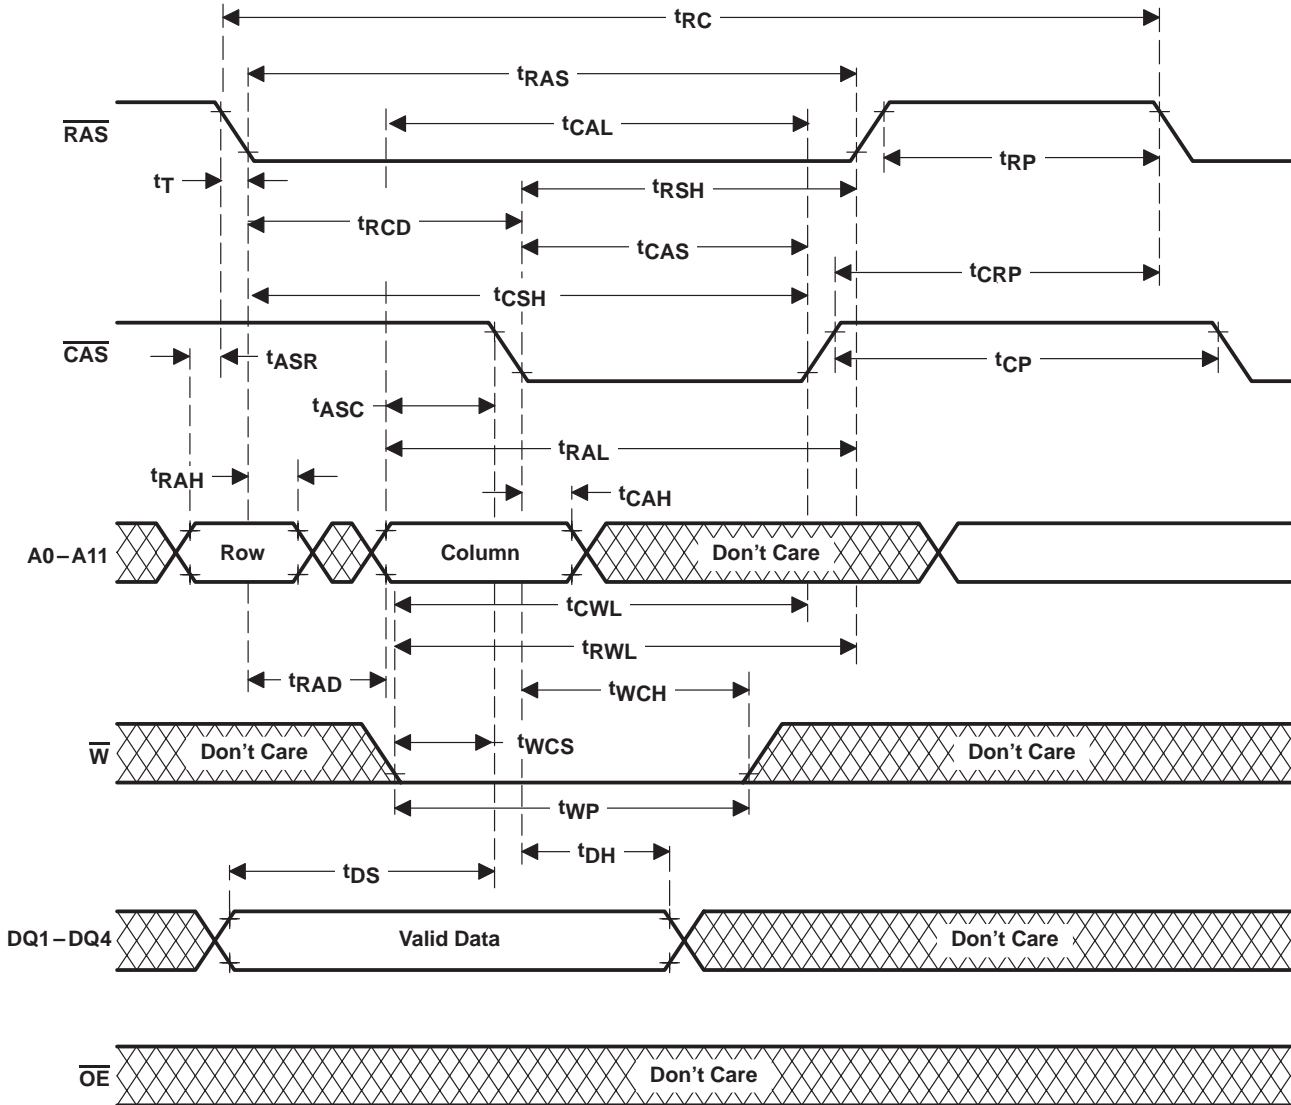 tRC
tRAS
RAS
tCAL
tRP
tT
tRSH
tRCD
tCAS
tCRP
tCSH
CAS
tASR
tCP
tASC
tRAL
tRAH
tCAH
A0–A11
Row
Column
Don't Care
tCWL
tRWL
tRAD
tWCH
W
Don't Care
tWCS
Don't Care
tWP
tDH
tDS
DQ1–DQ4
Valid Data
Don't Care
OE
Don't Care